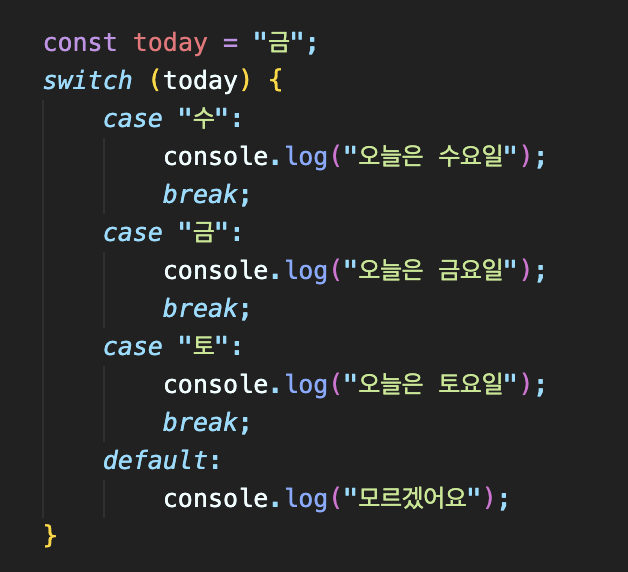 const today = "금";
switch (today) {
    case "수":
        console.log("오늘은 수요일");
        break;
    case "금":
        console.log("오늘은 금요일");
        break;
    case "토":
        console.log("오늘은 토요일");
        break;
    default:
        console.log("모르겠어요");
}